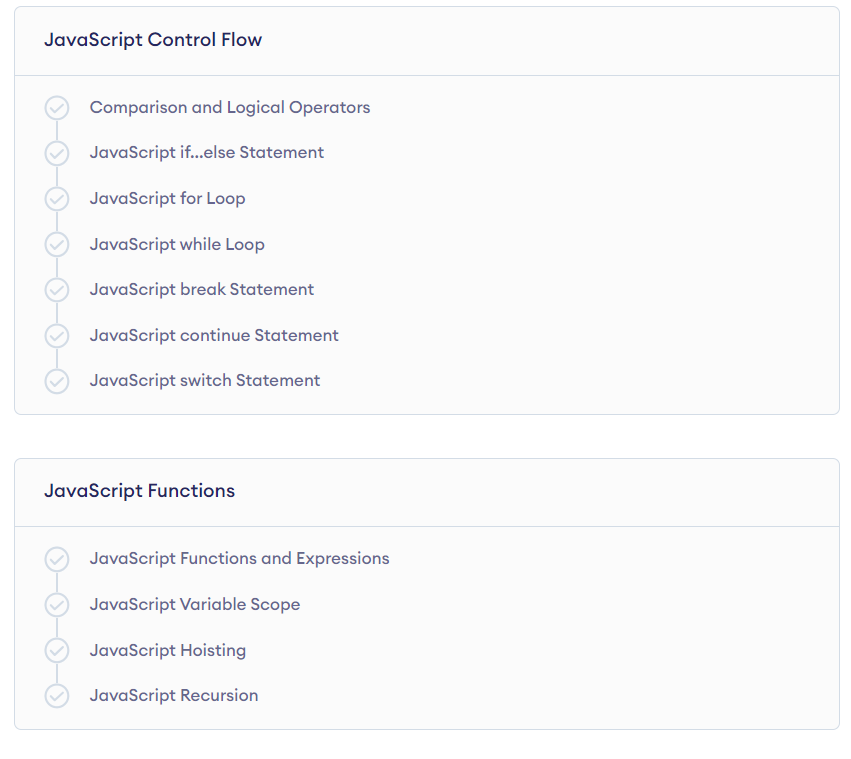 JavaScript Control Flow
Comparison and Logical Operators
JavaScript if...else Statement
JavaScript for Loop
JavaScript while Loop
JavaScript break Statement
JavaScript continue Statement
JavaScript switch Statement
JavaScript Functions
JavaScript Functions and Expressions
JavaScript Variable Scope
JavaScript Hoisting
JavaScript Recursion